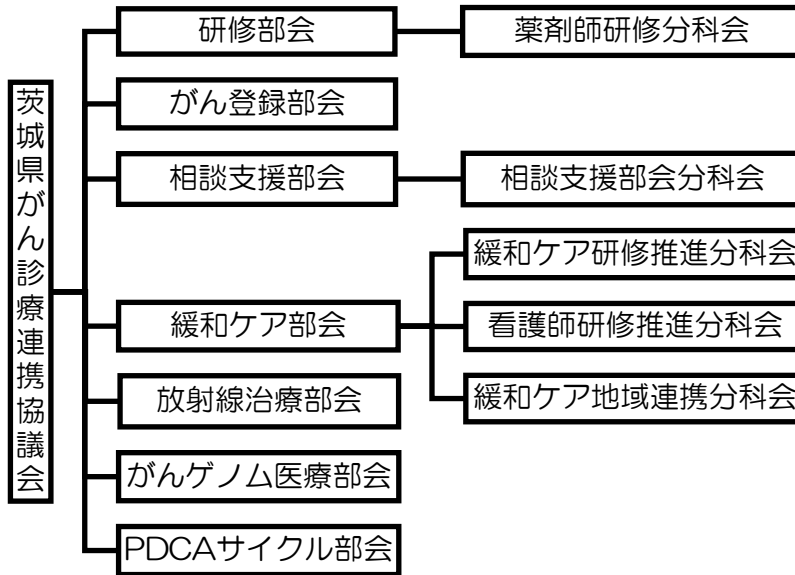 茨城県がん診療連携協議会
研修部会
薬剤師研修分科会
がん登録部会
相談支援部会
相談支援部会分科会
緩和ケア部会
緩和ケア研修推進分科会
看護師研修推進分科会
緩和ケア地域連携分科会
放射線治療部会
がんゲノム医療部会
PDCAサイクル部会